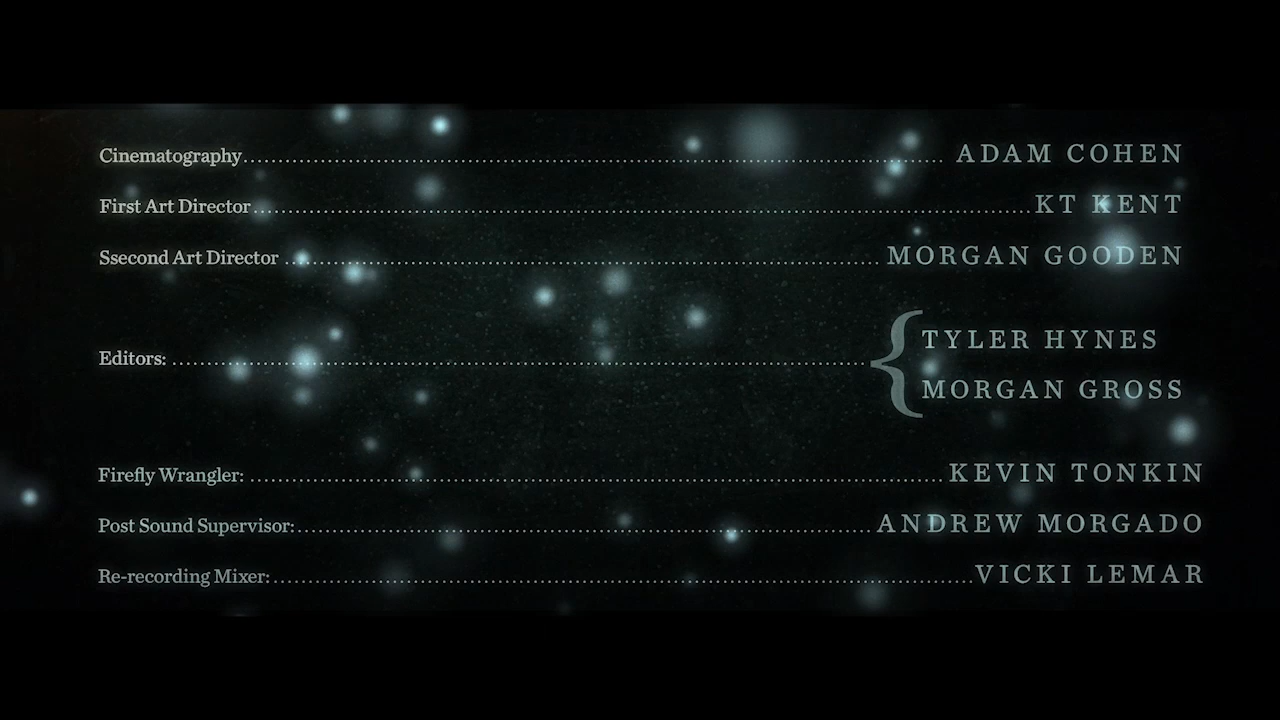 Cinematography........................................ ADAM COHEN
First Art Director........................................ KT KENT
Ssecond Art Director ........................................ MORGAN GOODEN
Editors: ........................................ { TYLER HYNES
MORGAN GROSS
Firefly Wrangler: ........................................ KEVIN TONKIN
Post Sound Supervisor:........................................ ANDREW MORGADO
Re-recording Mixer:........................................ VICKI LEMAR